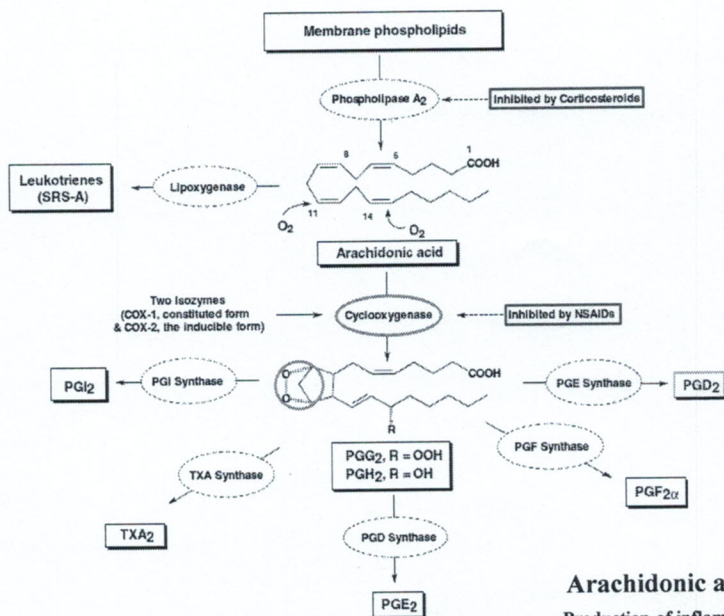 Membrane phospholipids
Phospholipase A2
Inhibited by Corticosteroids
8
5
1
COOH
Leukotrienes
(SRS-A)
Lipoxygenase
11
14
O2
O2
Arachidonic acid
Two Isozymes
(COX-1, constituted form
& COX-2, the inducible form)
Cyclooxygenase
Inhibited by NSAIDs
PGI2
PGI Synthase
O
O
COOH
R
PGE Synthase
PGD2
TXA Synthase
PGG2, R = OOH
PGH2, R = OH
PGF Synthase
TXA2
PGF2α
PGD Synthase
PGE2
Arachidonic a